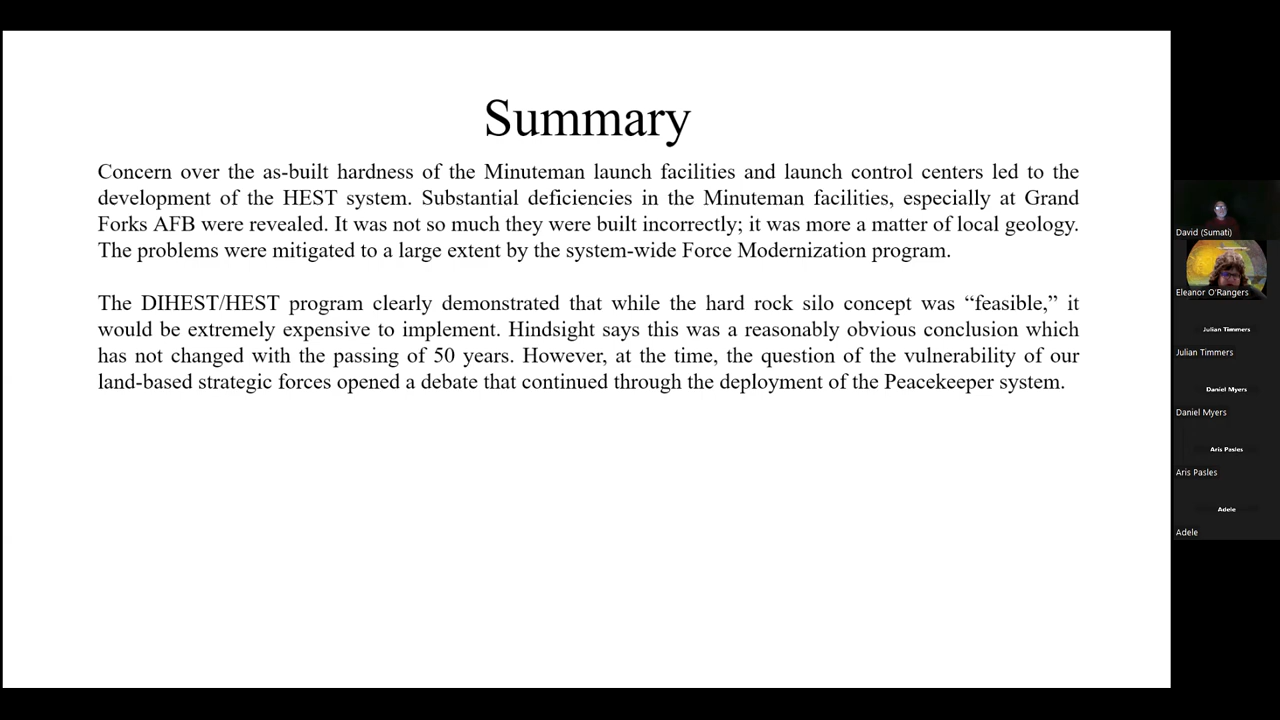 Summary
Concern over the as-built hardness of the Minuteman launch facilities and launch control centers led to the
development of the HEST system. Substantial deficiencies in the Minuteman facilities, especially at Grand
Forks AFB were revealed. It was not so much they were built incorrectly; it was more a matter of local geology.
The problems were mitigated to a large extent by the system-wide Force Modernization program.
The DIHEST/HEST program clearly demonstrated that while the hard rock silo concept was “feasible,” it
would be extremely expensive to implement. Hindsight says this was a reasonably obvious conclusion which
has not changed with the passing of 50 years. However, at the time, the question of the vulnerability of our
land-based strategic forces opened a debate that continued through the deployment of the Peacekeeper system.
David (Sumati)
Eleanor O'Rangers
Julian Timmers
Julian Timmers
Daniel Myers
Daniel Myers
Aris Pasles
Aris Pasles
Adele
Adele